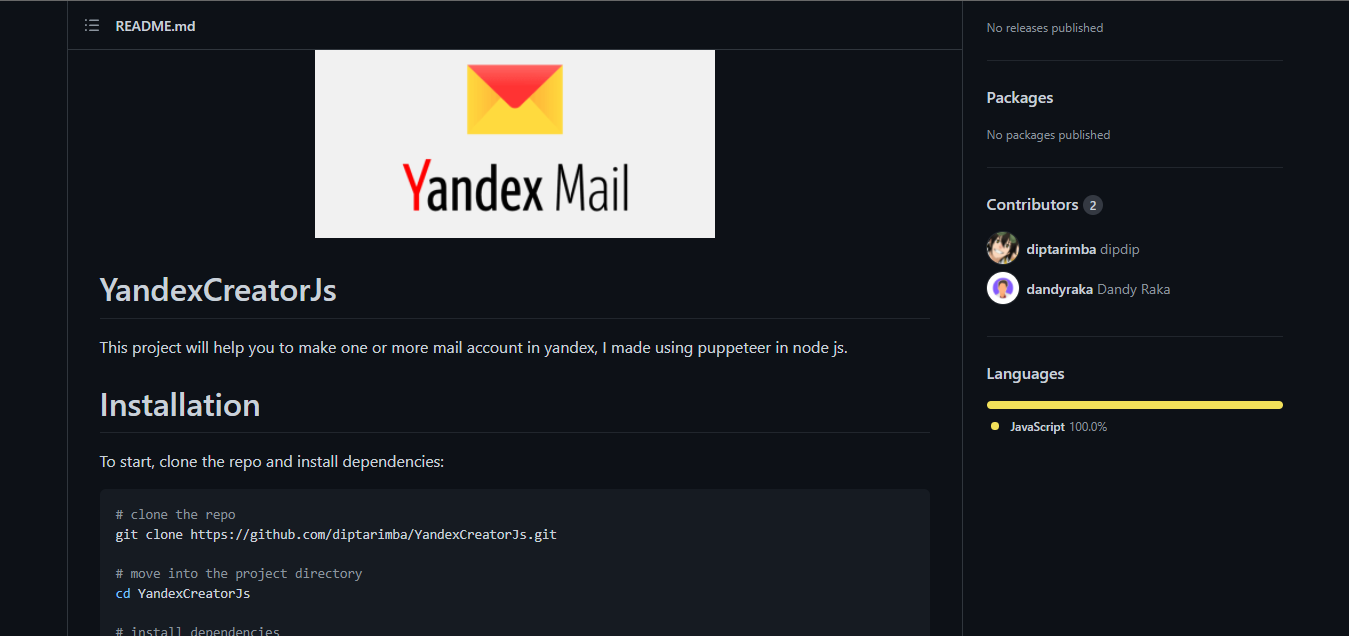 README.md
Yandex Mail
YandexCreatorJs
This project will help you to make one or more mail account in yandex, I made using puppeteer in node js.
Installation
To start, clone the repo and install dependencies:
# clone the repo
git clone https://github.com/diptarimba/YandexCreatorJs.git
# move into the project directory
cd YandexCreatorJs
# install dependencies
No releases published
Packages
No packages published
Contributors 2
diptarimba dipdip
dandyraka Dandy Raka
Languages
JavaScript 100.0%